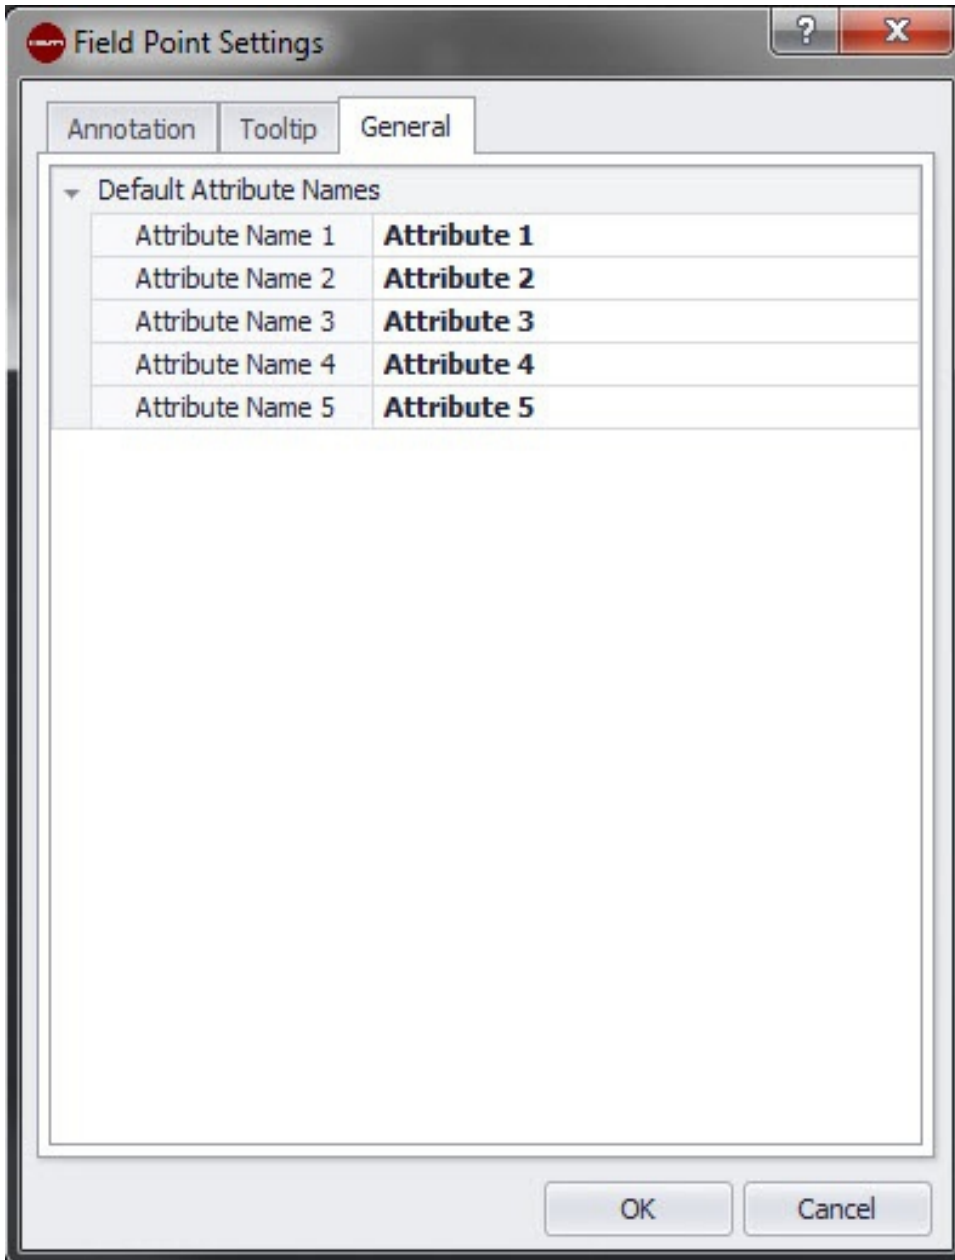 Field Point Settings
?
X
Annotation Tooltip General
Default Attribute Names
Attribute Name 1 Attribute 1
Attribute Name 2 Attribute 2
Attribute Name 3 Attribute 3
Attribute Name 4 Attribute 4
Attribute Name 5 Attribute 5
OK Cancel